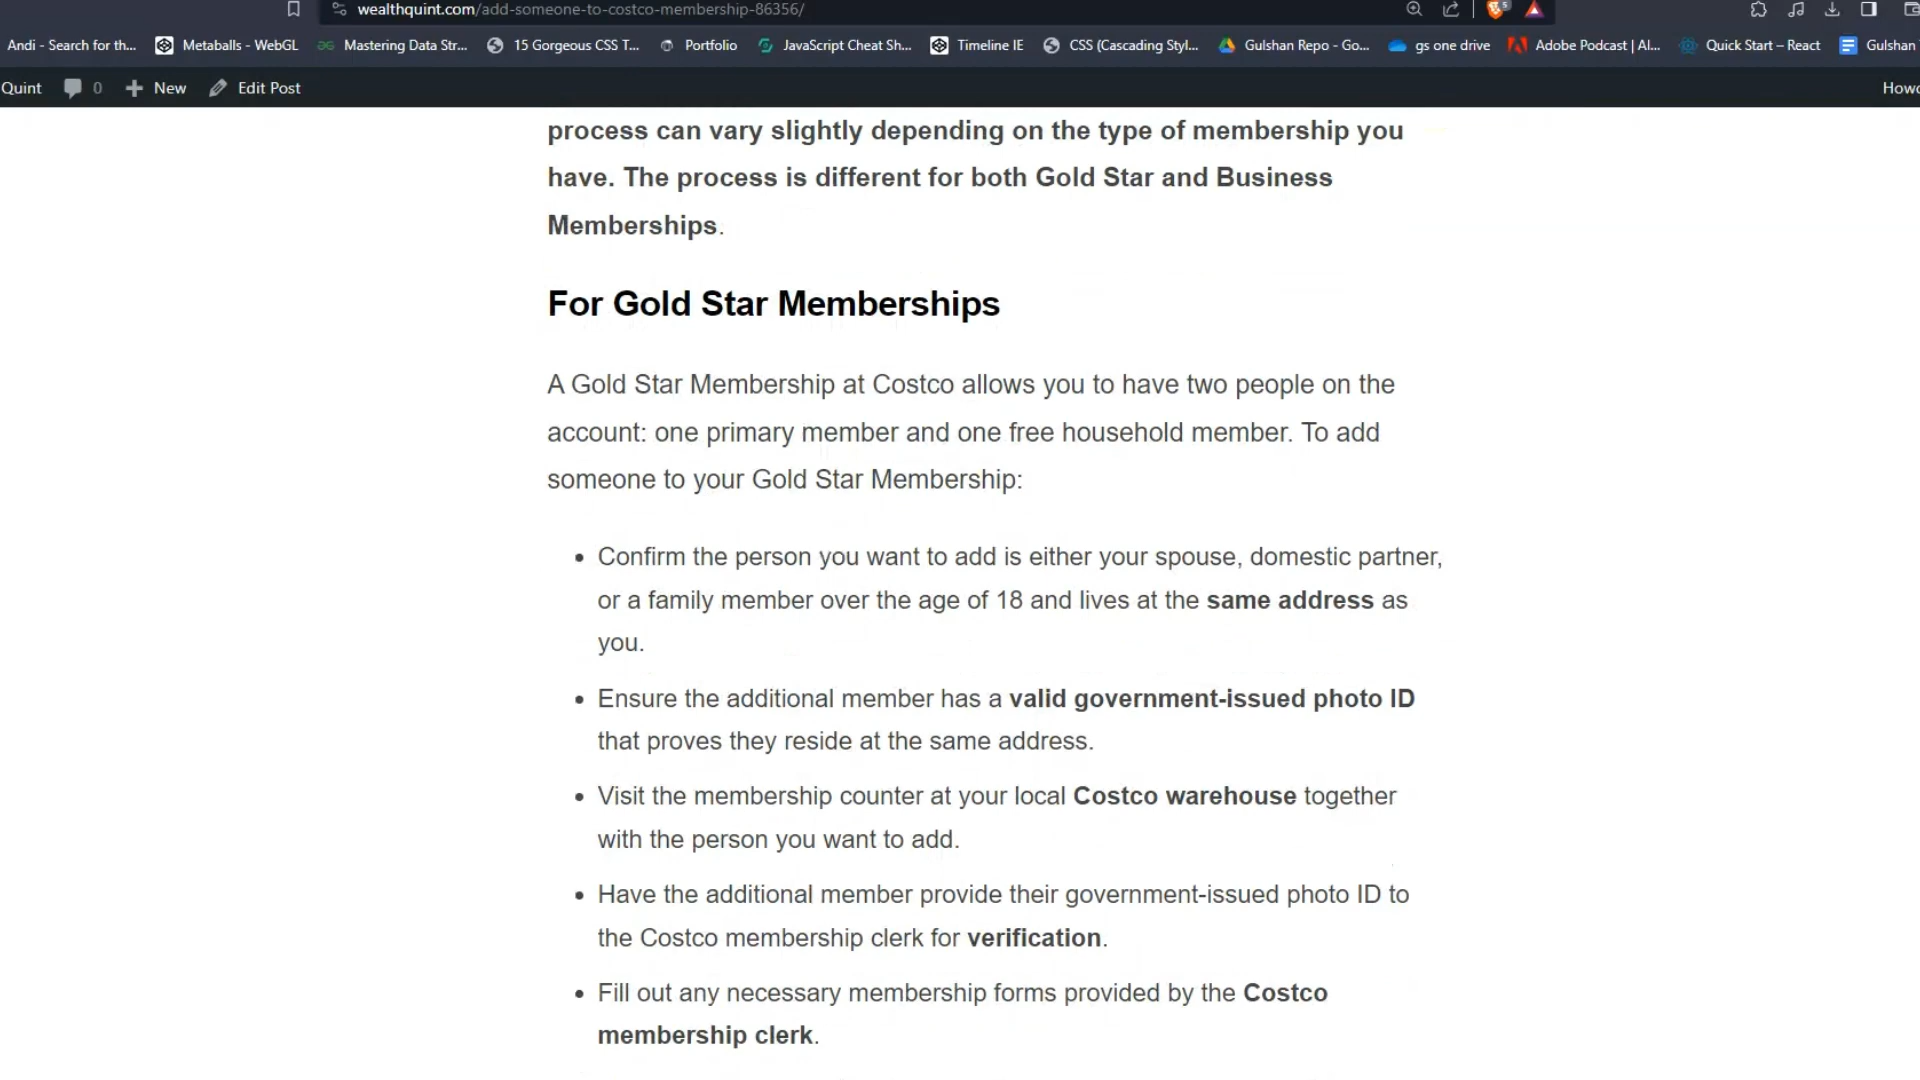 wealthquint.com/add-someone-to-costco-membership-86356/
5
Andi - Search for th... Metaballs - WebGL Mastering Data Str... 15 Gorgeous CSS T... Portfolio JavaScript Cheat Sh... Timeline IE CSS (Cascading Styl... Gulshan Repo - Go... gs one drive Adobe Podcast | AI... Quick Start – React Gulshan
Quint 0 New Edit Post Howd
process can vary slightly depending on the type of membership you
have. The process is different for both Gold Star and Business
Memberships.
For Gold Star Memberships
A Gold Star Membership at Costco allows you to have two people on the
account: one primary member and one free household member. To add
someone to your Gold Star Membership:
• Confirm the person you want to add is either your spouse, domestic partner,
or a family member over the age of 18 and lives at the same address as
you.
• Ensure the additional member has a valid government-issued photo ID
that proves they reside at the same address.
• Visit the membership counter at your local Costco warehouse together
with the person you want to add.
• Have the additional member provide their government-issued photo ID to
the Costco membership clerk for verification.
• Fill out any necessary membership forms provided by the Costco
membership clerk.